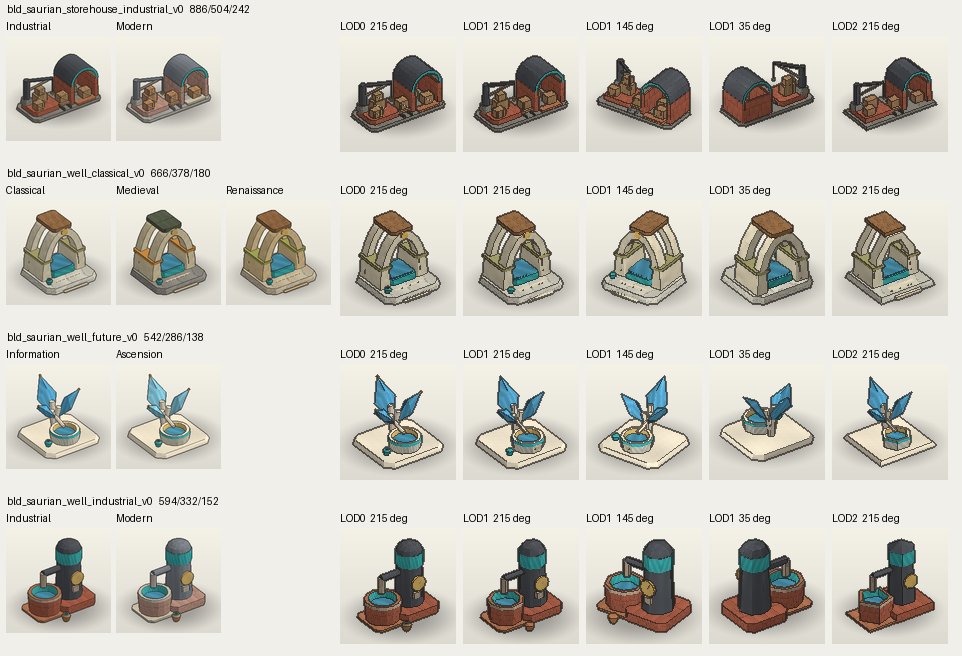 bld_saurian_storehouse_industrial_v0 886/504/242
Industrial Modern LOD0 215 deg LOD1 215 deg LOD1 145 deg LOD1 35 deg LOD2 215 deg
bld_saurian_well_classical_v0 666/378/180
Classical Medieval Renaissance LOD0 215 deg LOD1 215 deg LOD1 145 deg LOD1 35 deg LOD2 215 deg
bld_saurian_well_future_v0 542/286/138
Information Ascension LOD0 215 deg LOD1 215 deg LOD1 145 deg LOD1 35 deg LOD2 215 deg
bld_saurian_well_industrial_v0 594/332/152
Industrial Modern LOD0 215 deg LOD1 215 deg LOD1 145 deg LOD1 35 deg LOD2 215 deg